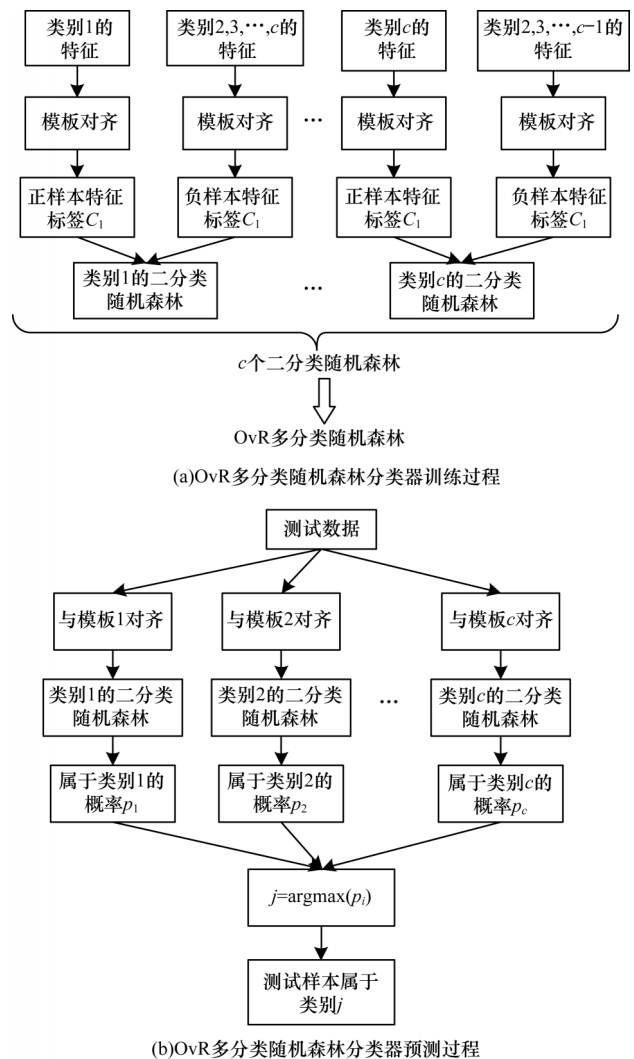 类别1的
特征
类别2,3,…,c的
特征
类别c的
特征
类别2,3,…,c−1的
特征
模板对齐
模板对齐
…
模板对齐
模板对齐
正样本特征
标签C₁
负样本特征
标签C₁
正样本特征
标签C₁
负样本特征
标签C₁
类别1的二分类
随机森林
…
类别c的二分类
随机森林
c个二分类随机森林
OvR多分类随机森林
(a)OvR多分类随机森林分类器训练过程
测试数据
与模板1对齐
与模板2对齐
与模板c对齐
类别1的二分类
随机森林
类别2的二分类
随机森林
…
类别c的二分类
随机森林
属于类别1的
概率p₁
属于类别2的
概率p₂
属于类别c的
概率p_c
j=argmax(pᵢ)
测试样本属于
类别j
(b)OvR多分类随机森林分类器预测过程